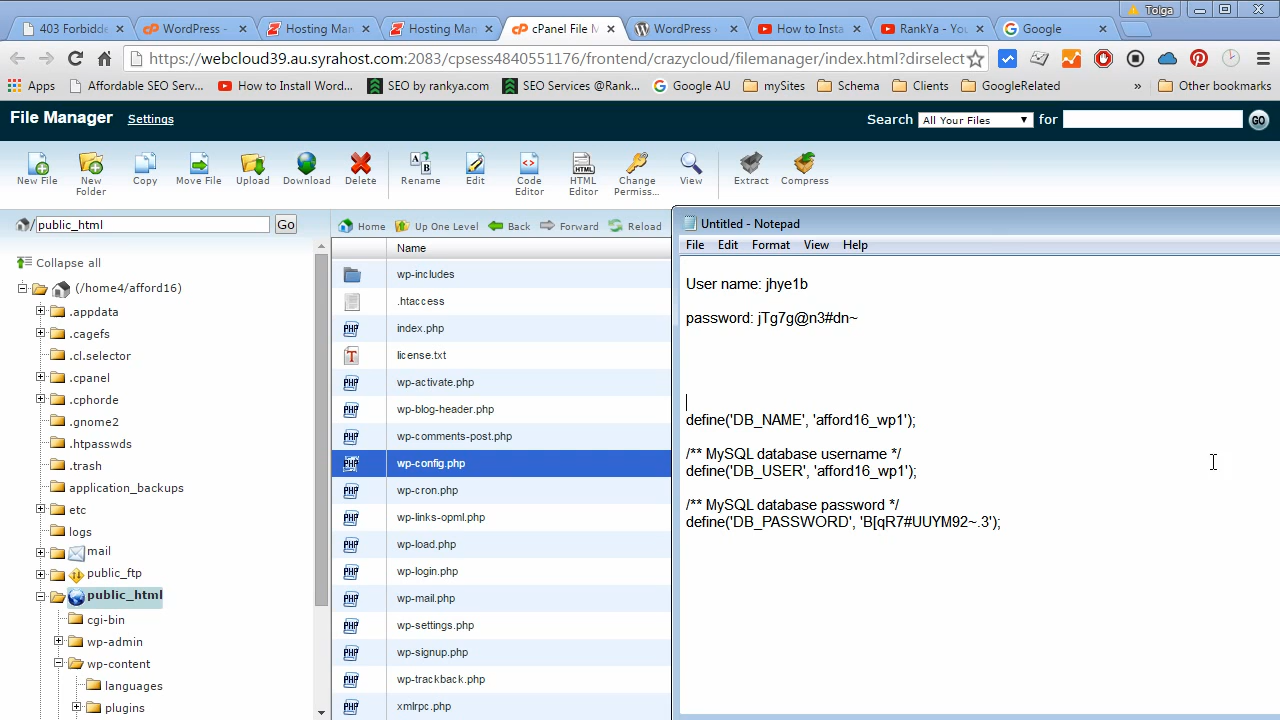 Tolga
403 Forbidde
WordPress -
Hosting Man
Hosting Man
cPanel File M
WordPress ›
How to Insta
RankYa - You
Google
https://webcloud39.au.syrahost.com:2083/cpsess4840551176/frontend/crazycloud/filemanager/index.html?dirselect
Apps
Affordable SEO Serv...
How to Install Word...
SEO by rankya.com
SEO Services @Rank...
Google AU
mySites
Schema
Clients
GoogleRelated
»
Other bookmarks
File Manager
Settings
Search
All Your Files
for
GO
New File
New Folder
Copy
Move File
Upload
Download
Delete
Rename
Edit
Code Editor
HTML Editor
Change Permiss...
View
Extract
Compress
/ public_html
Go
Collapse all
(/home4/afford16)
.appdata
.cagefs
.cl.selector
.cpanel
.cphorde
.gnome2
.htpasswds
.trash
application_backups
etc
logs
mail
public_ftp
public_html
cgi-bin
wp-admin
wp-content
languages
plugins
Home
Up One Level
Back
Forward
Reload
Name
wp-includes
.htaccess
index.php
license.txt
wp-activate.php
wp-blog-header.php
wp-comments-post.php
wp-config.php
wp-cron.php
wp-links-opml.php
wp-load.php
wp-login.php
wp-mail.php
wp-settings.php
wp-signup.php
wp-trackback.php
xmlrpc.php
Untitled - Notepad
File Edit Format View Help
User name: jhye1b
password: jTg7g@n3#dn~
define('DB_NAME', 'afford16_wp1');
/** MySQL database username */
define('DB_USER', 'afford16_wp1');
/** MySQL database password */
define('DB_PASSWORD', 'B[qR7#UUYM92~.3');